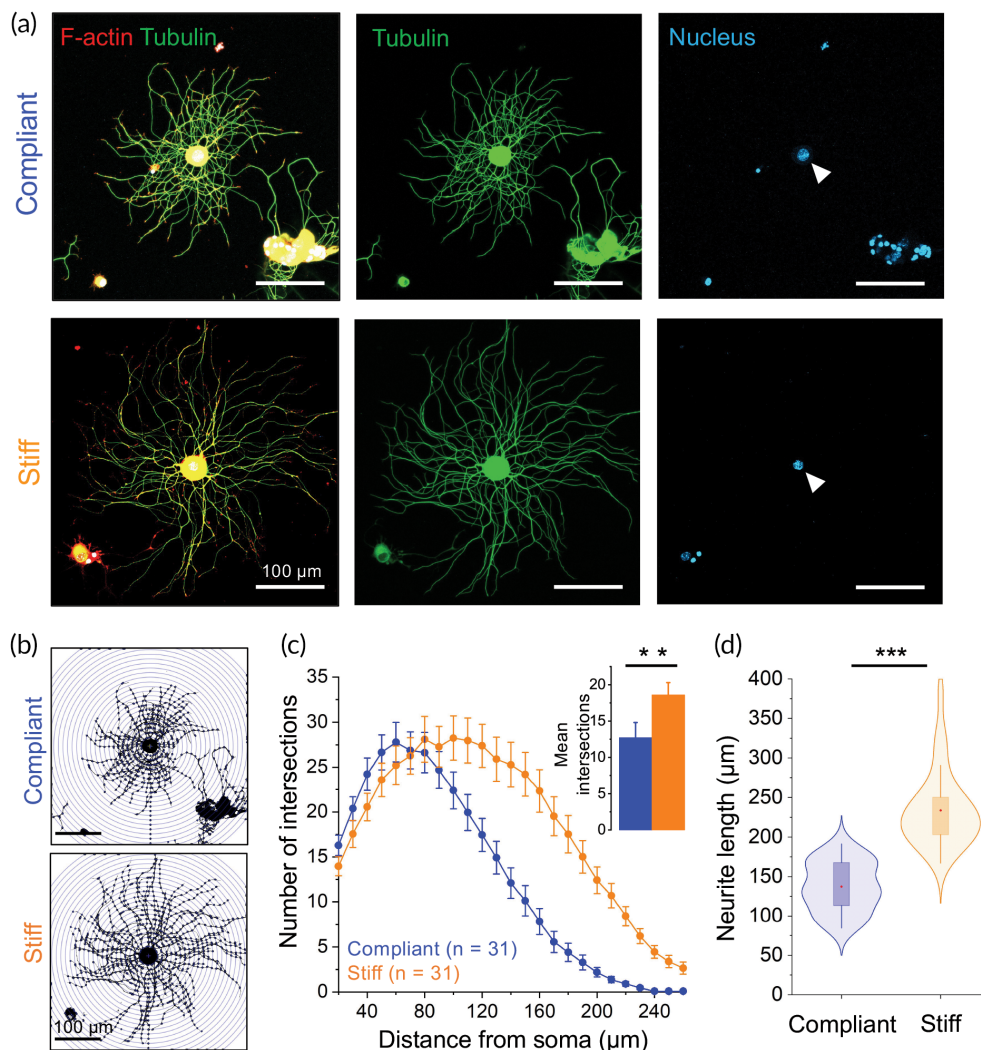 (a)
F-actin Tubulin
Tubulin
Nucleus
Compliant
Stiff
100 µm
(b)
Compliant
Stiff
100 µm
(c)
Number of intersections
35
30
25
20
15
10
5
0
40
80
120
160
200
240
Distance from soma (µm)
Compliant (n = 31)
Stiff (n = 31)
* *
Mean
intersections
20
15
10
5
0
(d)
***
Neurite length (µm)
400
350
300
250
200
150
100
50
0
Compliant
Stiff